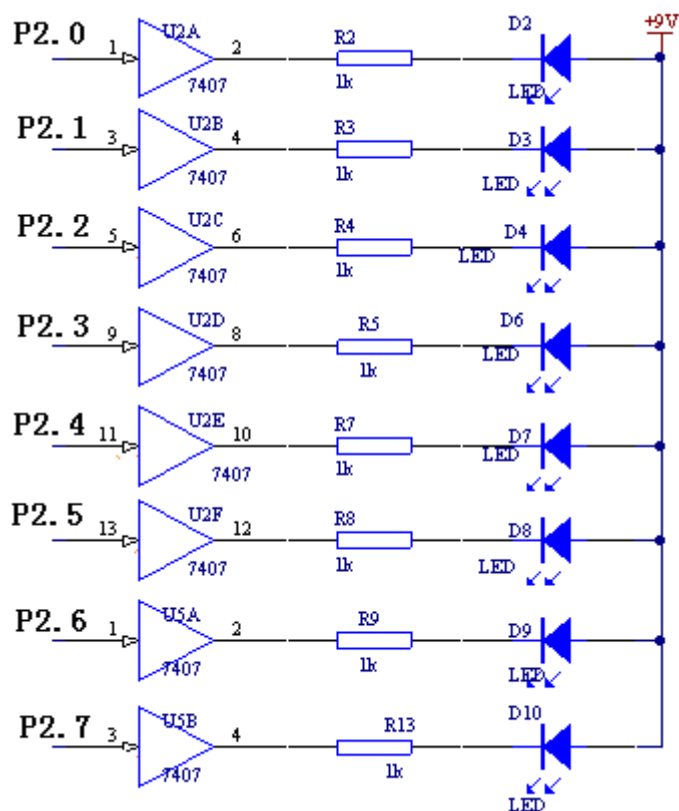 +9V
P2.0 1 U2A 2 7407 R2 1k D2 LED
P2.1 3 U2B 4 7407 R3 1k D3 LED
P2.2 5 U2C 6 7407 R4 1k D4 LED
P2.3 9 U2D 8 7407 R5 1k D6 LED
P2.4 11 U2E 10 7407 R7 1k D7 LED
P2.5 13 U2F 12 7407 R8 1k D8 LED
P2.6 1 U5A 2 7407 R9 1k D9 LED
P2.7 3 U5B 4 7407 R13 1k D10 LED